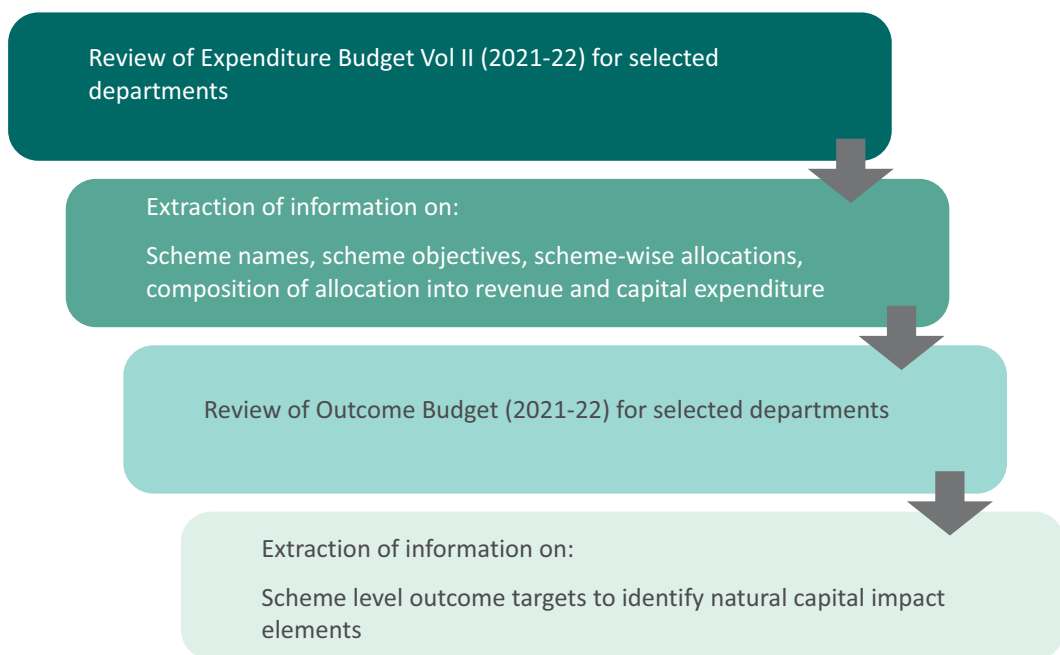 Review of Expenditure Budget Vol II (2021-22) for selected
departments
Extraction of information on:
Scheme names, scheme objectives, scheme-wise allocations,
composition of allocation into revenue and capital expenditure
Review of Outcome Budget (2021-22) for selected departments
Extraction of information on:
Scheme level outcome targets to identify natural capital impact
elements